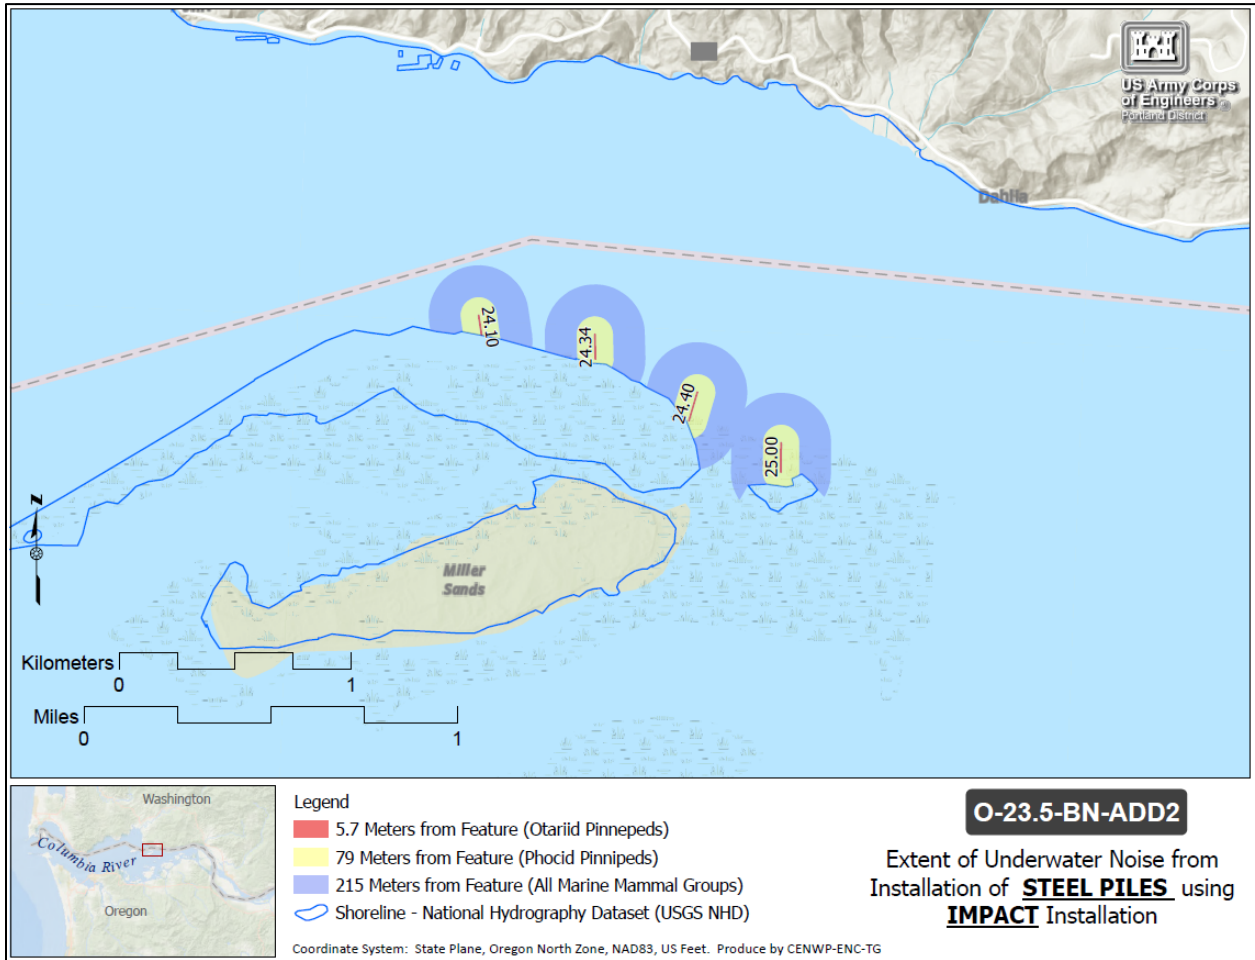 US Army Corps
of Engineers ®
Portland District
Dahlia
24.10
24.34
24.40
25.00
N
Miller
Sands
Kilometers
0 1
Miles
0 1
Washington
Columbia River
Oregon
Legend
5.7 Meters from Feature (Otariid Pinnepeds)
79 Meters from Feature (Phocid Pinnipeds)
215 Meters from Feature (All Marine Mammal Groups)
Shoreline - National Hydrography Dataset (USGS NHD)
Coordinate System: State Plane, Oregon North Zone, NAD83, US Feet. Produce by CENWP-ENC-TG
O-23.5-BN-ADD2
Extent of Underwater Noise from
Installation of STEEL PILES using
IMPACT Installation